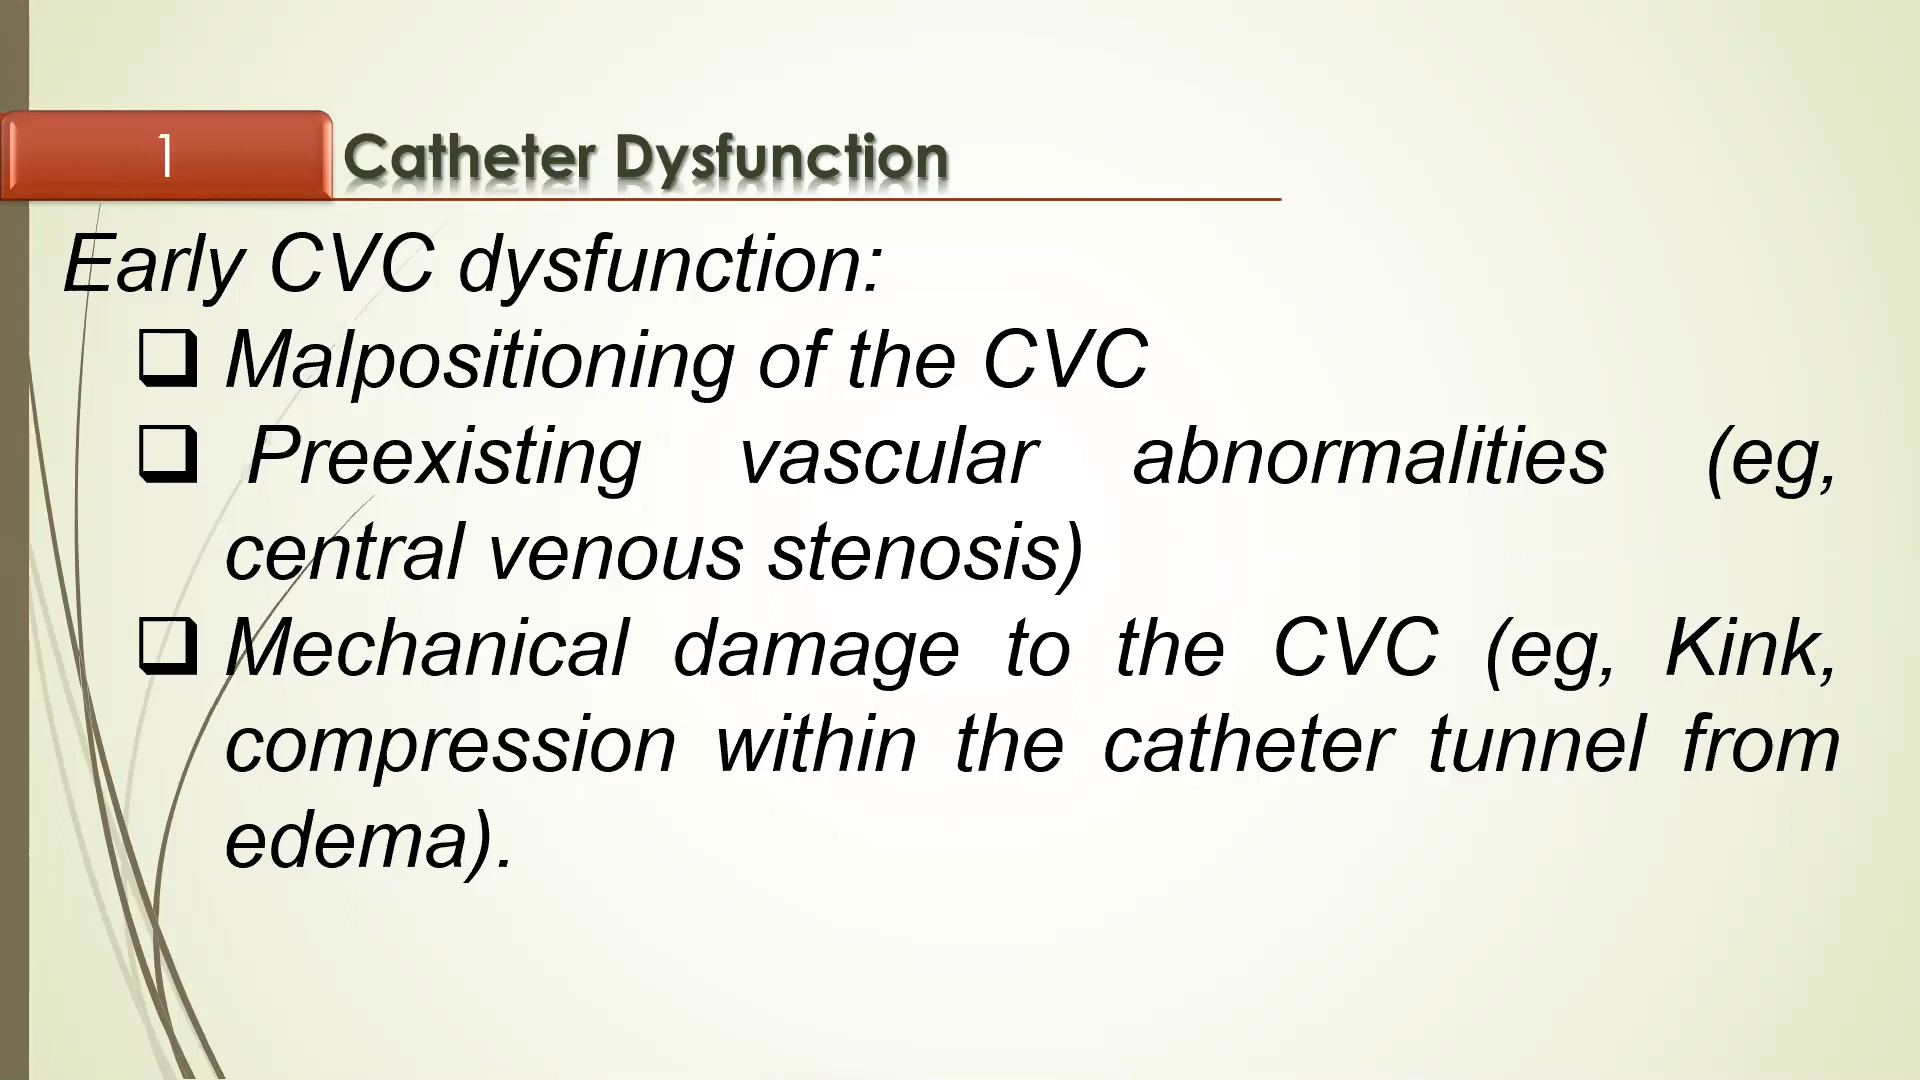 1
Catheter Dysfunction
Early CVC dysfunction:
❑ Malpositioning of the CVC
❑ Preexisting vascular abnormalities (eg,
central venous stenosis)
❑ Mechanical damage to the CVC (eg, Kink,
compression within the catheter tunnel from
edema).